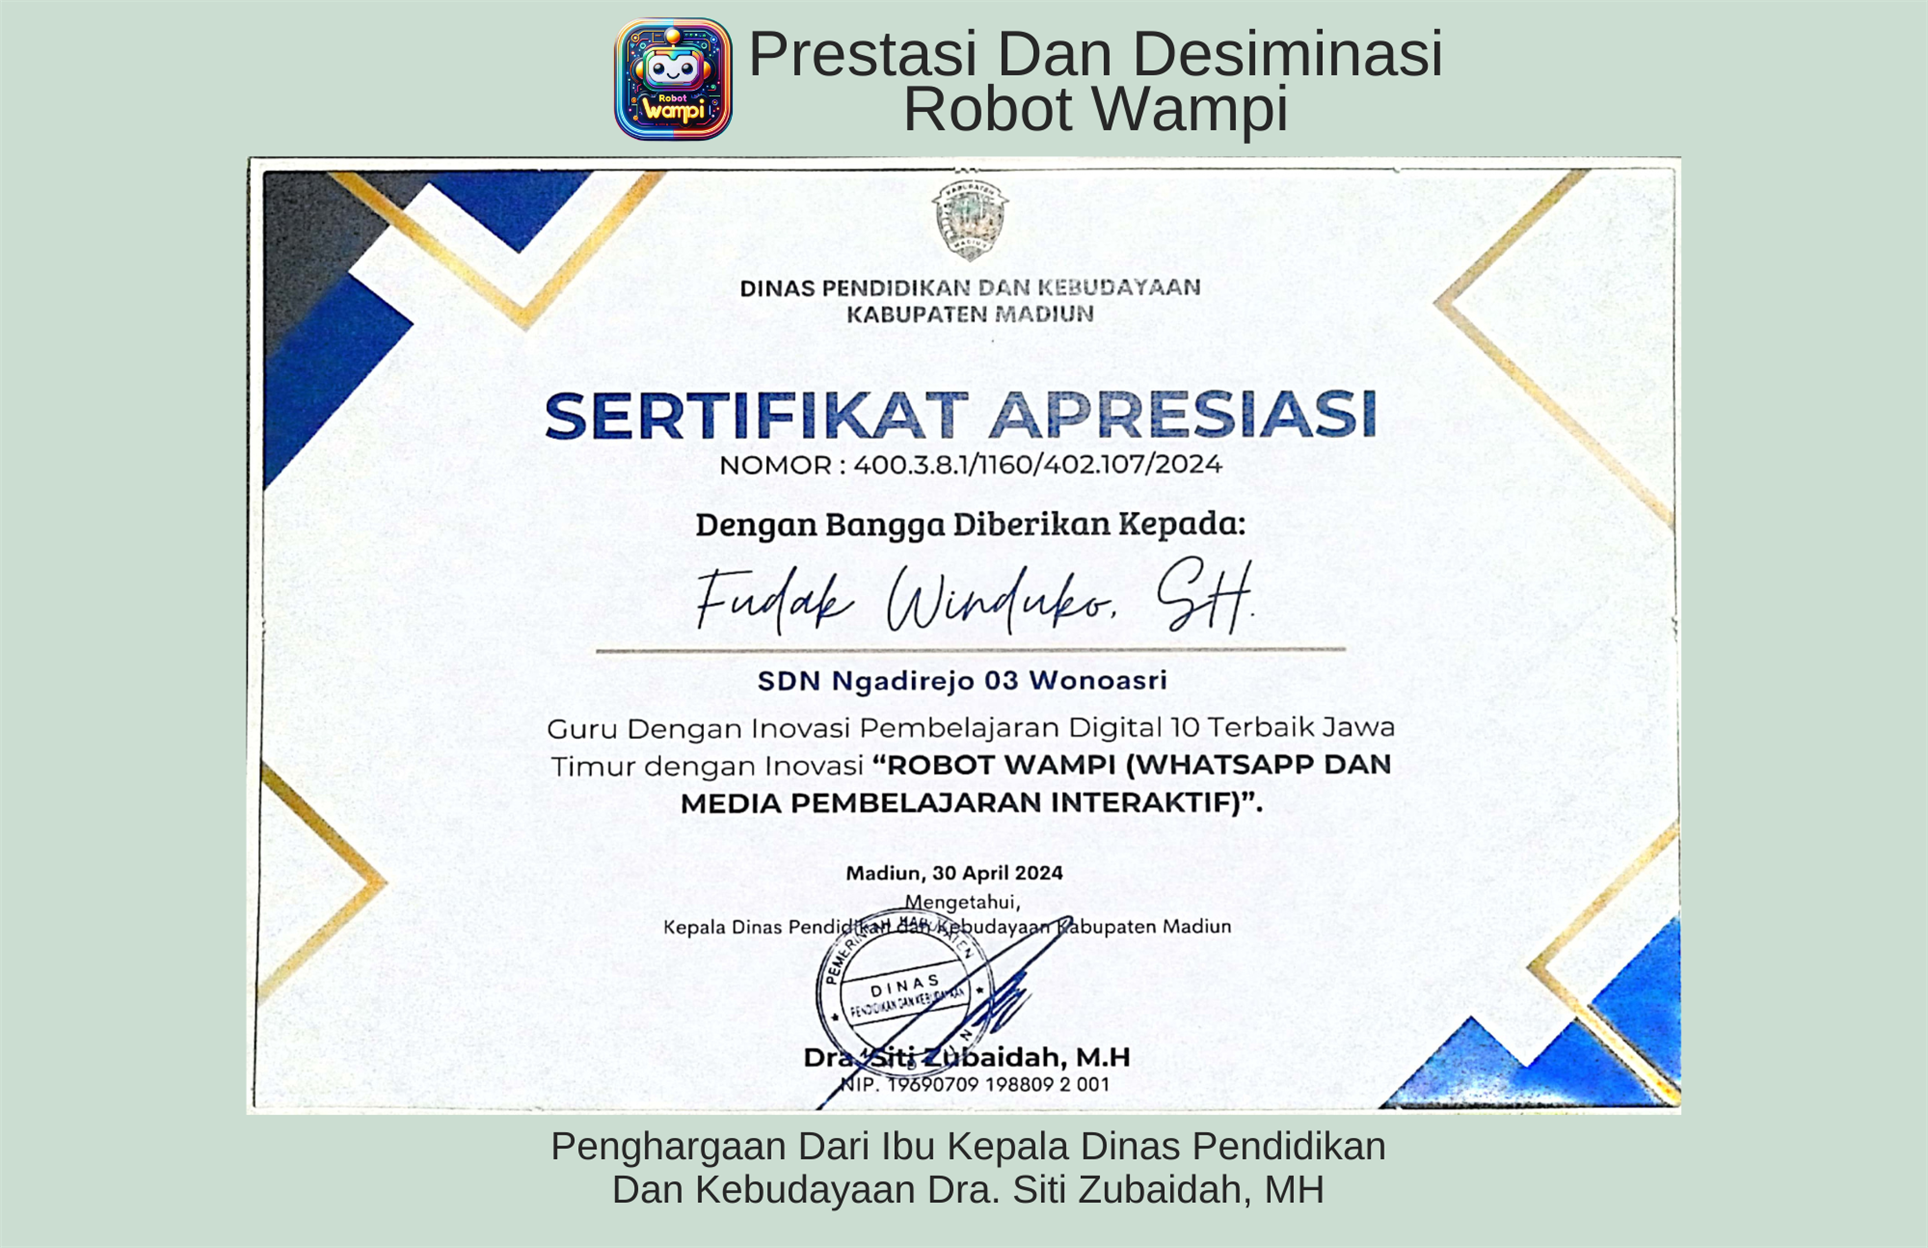 Robot
Wampi
Prestasi Dan Desiminasi
Robot Wampi
KABUPATEN
MADIUN
DINAS PENDIDIKAN DAN KEBUDAYAAN
KABUPATEN MADIUN
SERTIFIKAT APRESIASI
NOMOR : 400.3.8.1/1160/402.107/2024
Dengan Bangga Diberikan Kepada:
Fudak Winduko, SH.
SDN Ngadirejo 03 Wonoasri
Guru Dengan Inovasi Pembelajaran Digital 10 Terbaik Jawa
Timur dengan Inovasi “ROBOT WAMPI (WHATSAPP DAN
MEDIA PEMBELAJARAN INTERAKTIF)”.
Madiun, 30 April 2024
Mengetahui,
Kepala Dinas Pendidikan dan Kebudayaan Kabupaten Madiun
PEMERINTAH KABUPATEN
DINAS
PENDIDIKAN DAN KEBUDAYAAN
MADIUN
Dra. Siti Zubaidah, M.H
NIP. 19690709 198809 2 001
Penghargaan Dari Ibu Kepala Dinas Pendidikan
Dan Kebudayaan Dra. Siti Zubaidah, MH